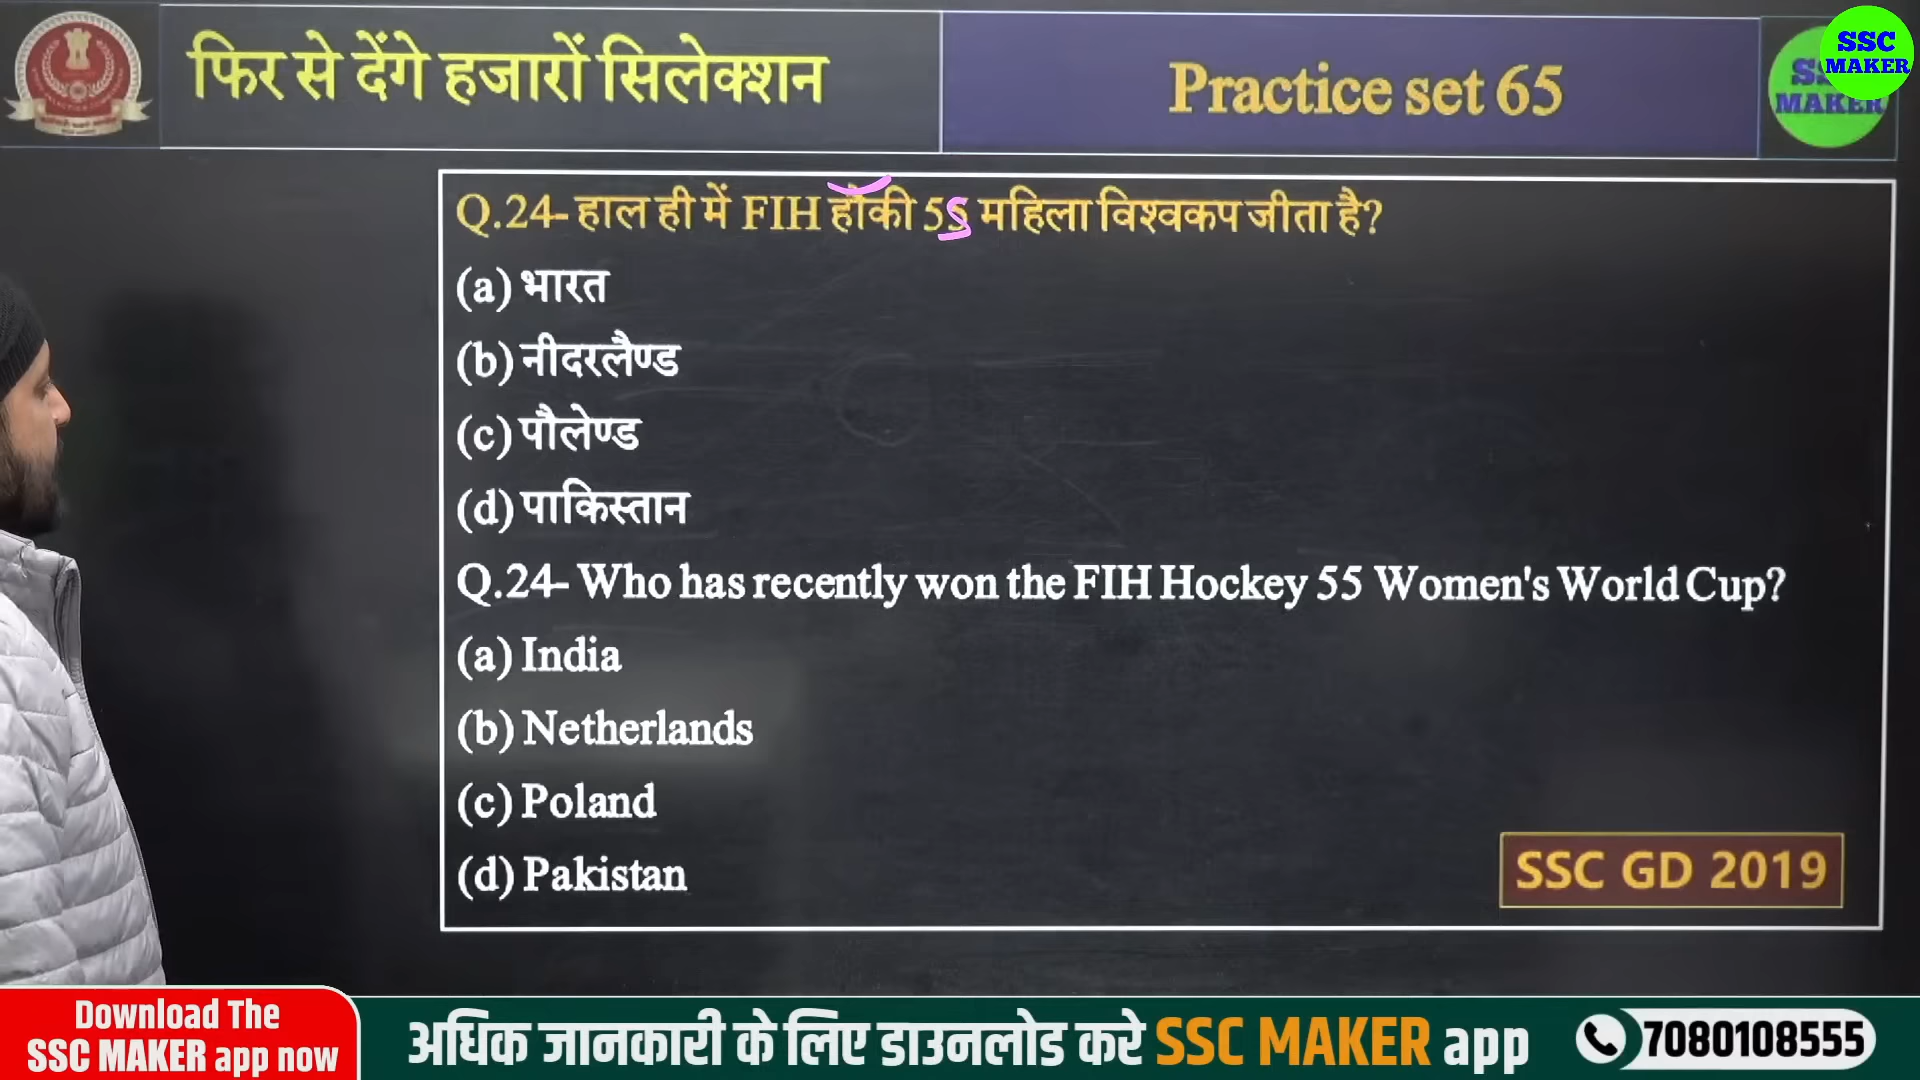 फिर से देंगे हजारों सिलेक्शन
Practice set 65
SSC
MAKER
Q.24- हाल ही में FIH हॉकी 5S महिला विश्वकप जीता है?
(a) भारत
(b) नीदरलैण्ड
(c) पौलेण्ड
(d) पाकिस्तान
Q.24- Who has recently won the FIH Hockey 55 Women's World Cup?
(a) India
(b) Netherlands
(c) Poland
(d) Pakistan
SSC GD 2019
Download The
SSC MAKER app now
अधिक जानकारी के लिए डाउनलोड करे SSC MAKER app
7080108555